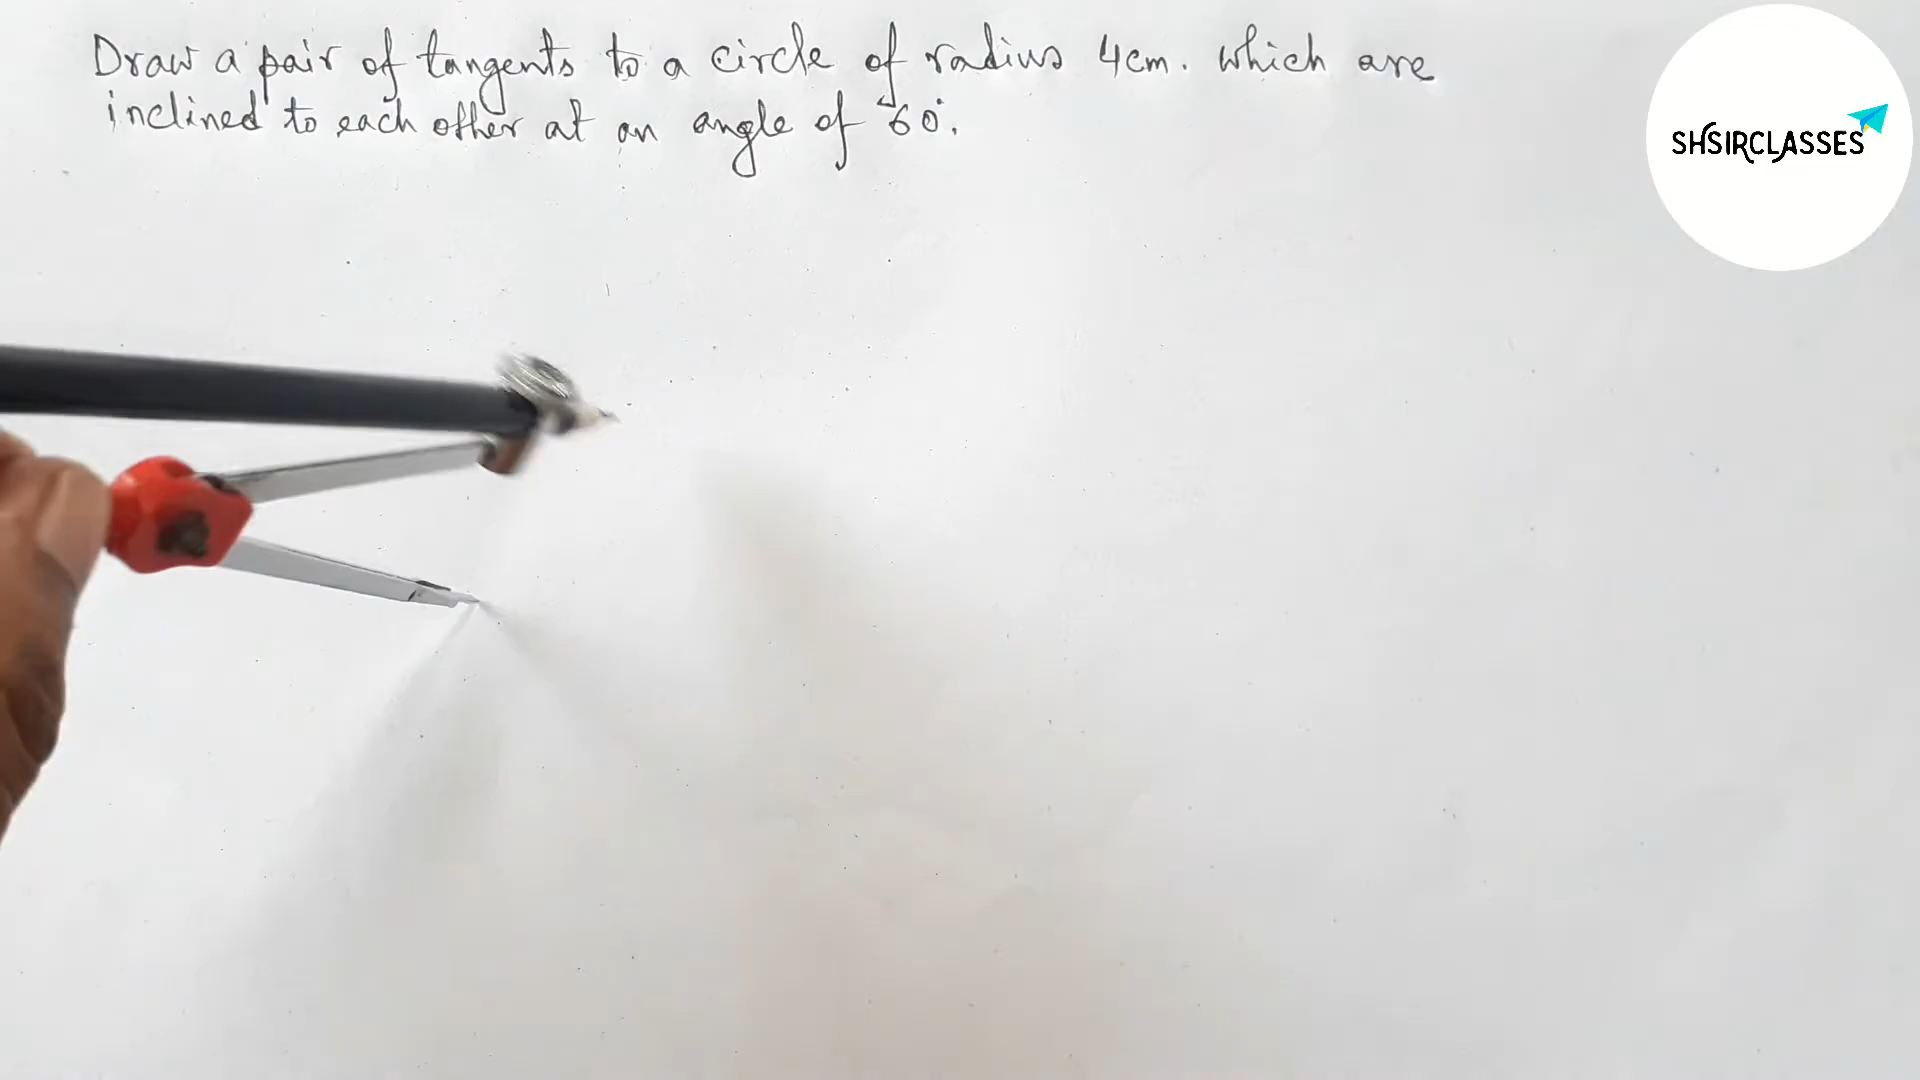 Draw a pair of tangents to a circle of radius 4cm. which are
inclined to each other at an angle of 60°.
SHSIRCLASSES